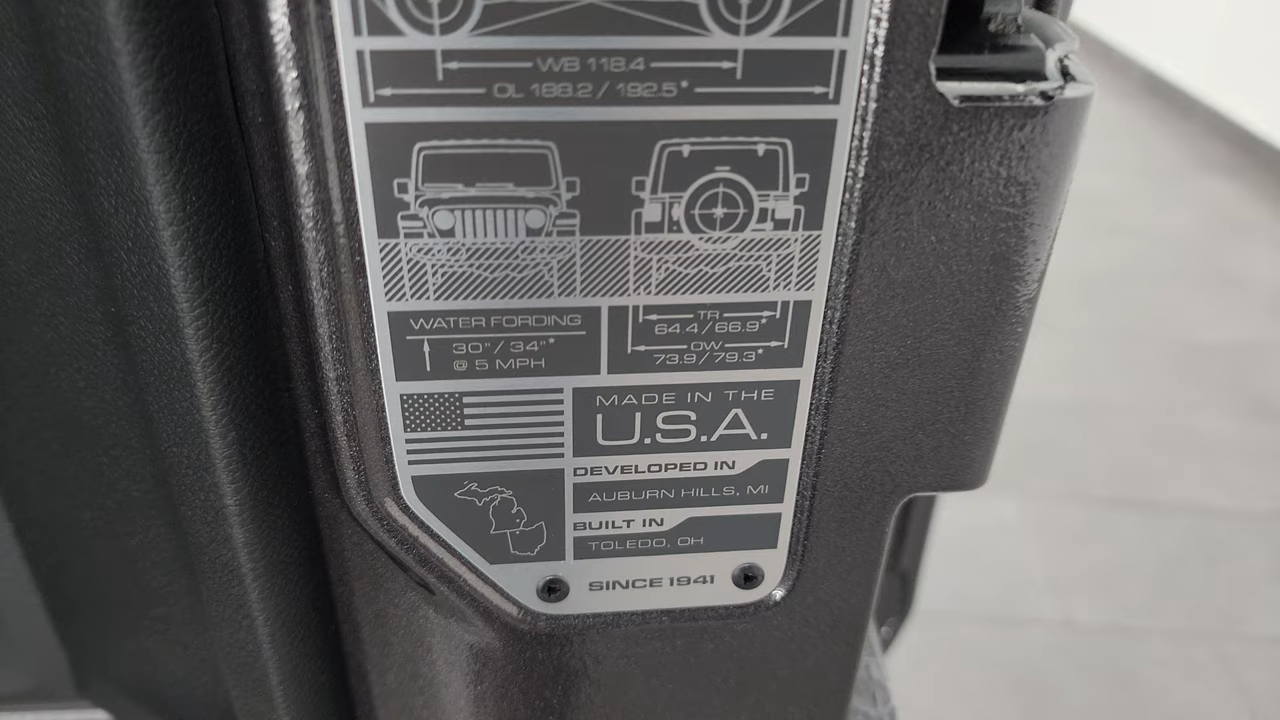 WB 118.4
OL 188.2 / 192.5*
WATER FORDING
30" / 34"*
@ 5 MPH
TR
64.4 / 66.9*
OW
73.9 / 79.3*
MADE IN THE
U.S.A.
DEVELOPED IN
AUBURN HILLS, MI
BUILT IN
TOLEDO, OH
SINCE 1941